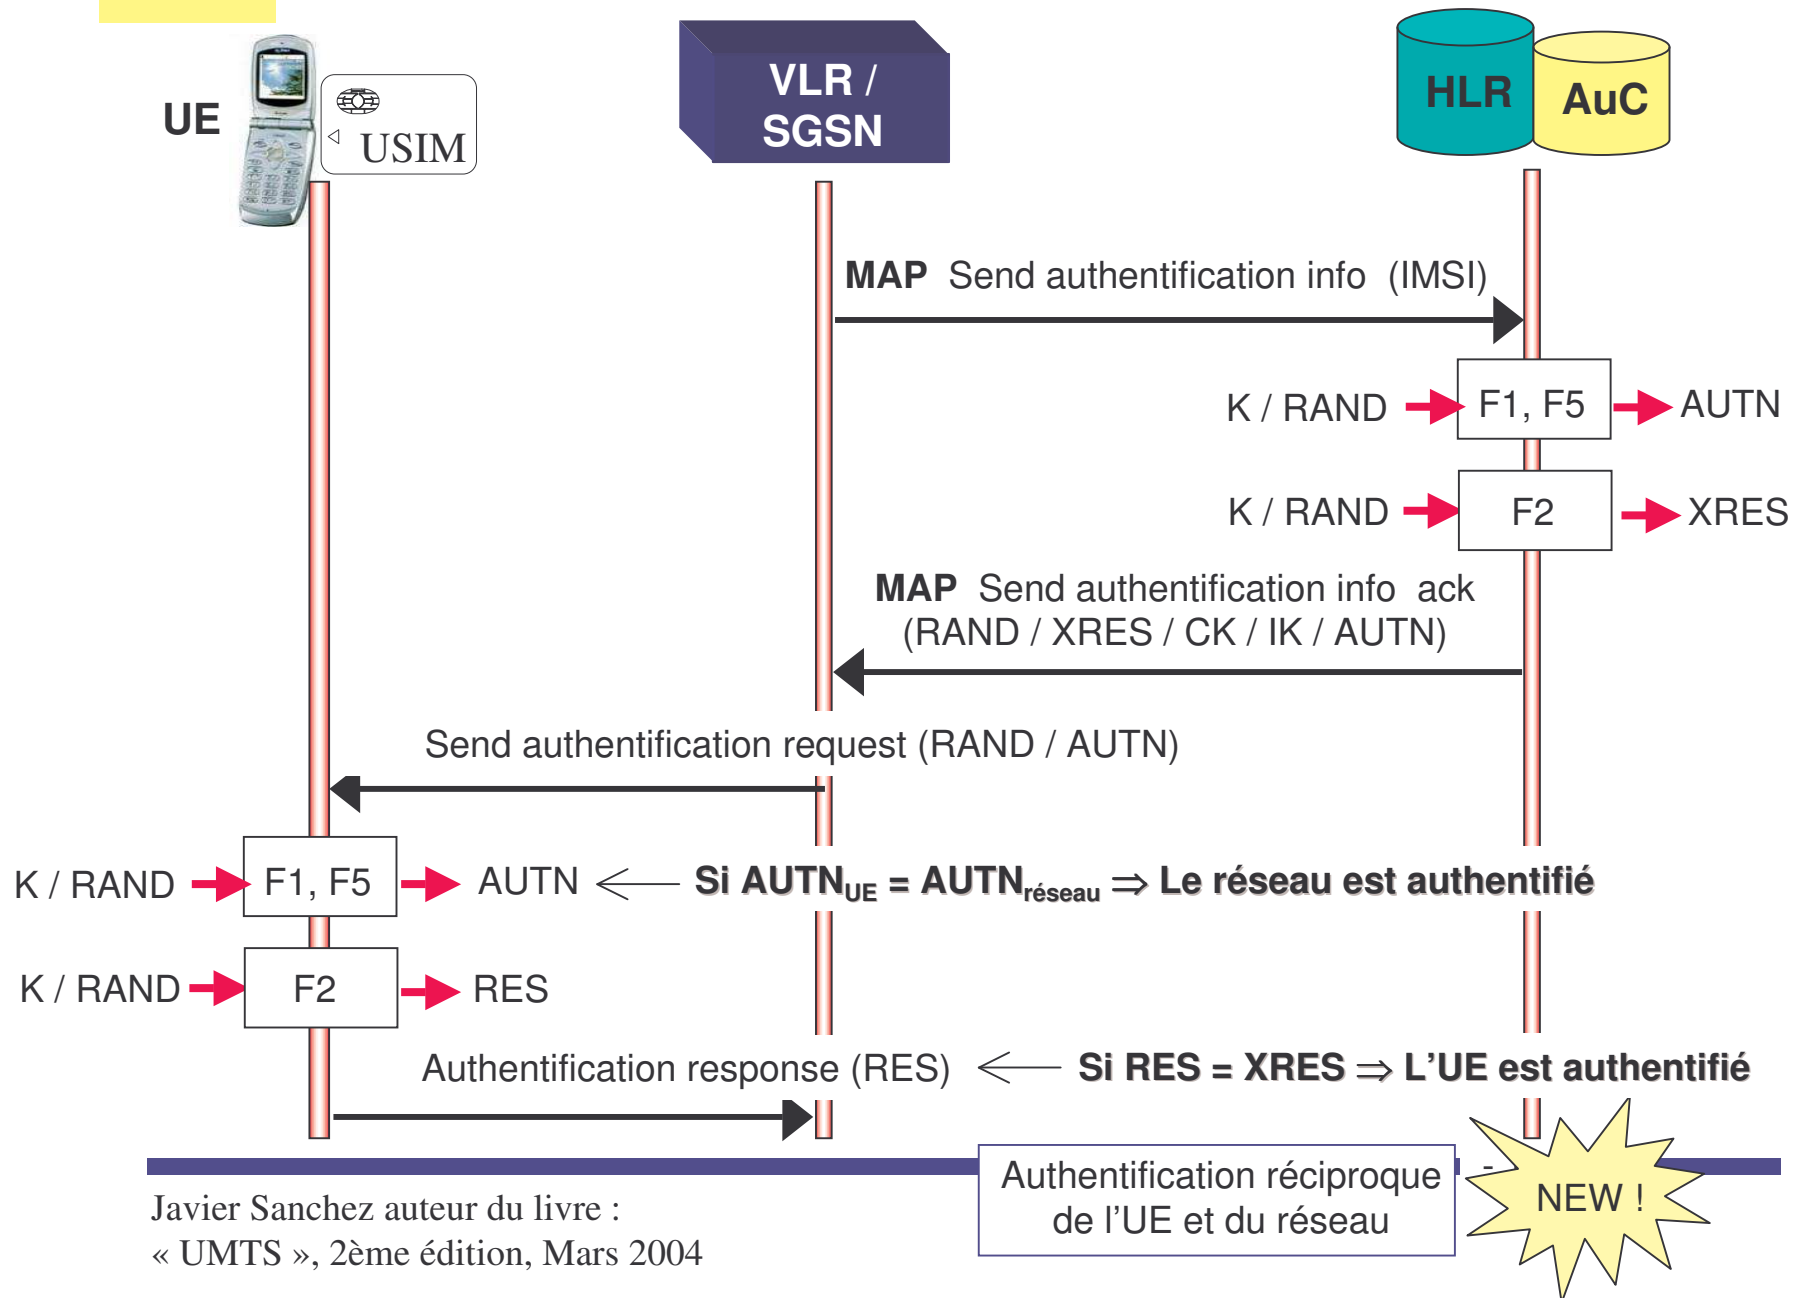 UE
USIM
VLR /
SGSN
HLR
AuC
MAP Send authentification info (IMSI)
K / RAND
F1, F5
AUTN
K / RAND
F2
XRES
MAP Send authentification info ack
(RAND / XRES / CK / IK / AUTN)
Send authentification request (RAND / AUTN)
K / RAND
F1, F5
AUTN
Si AUTN_UE = AUTN_réseau ⇒ Le réseau est authentifié
K / RAND
F2
RES
Authentification response (RES)
Si RES = XRES ⇒ L'UE est authentifié
Authentification réciproque
de l'UE et du réseau
-
NEW !
Javier Sanchez auteur du livre :
« UMTS », 2ème édition, Mars 2004